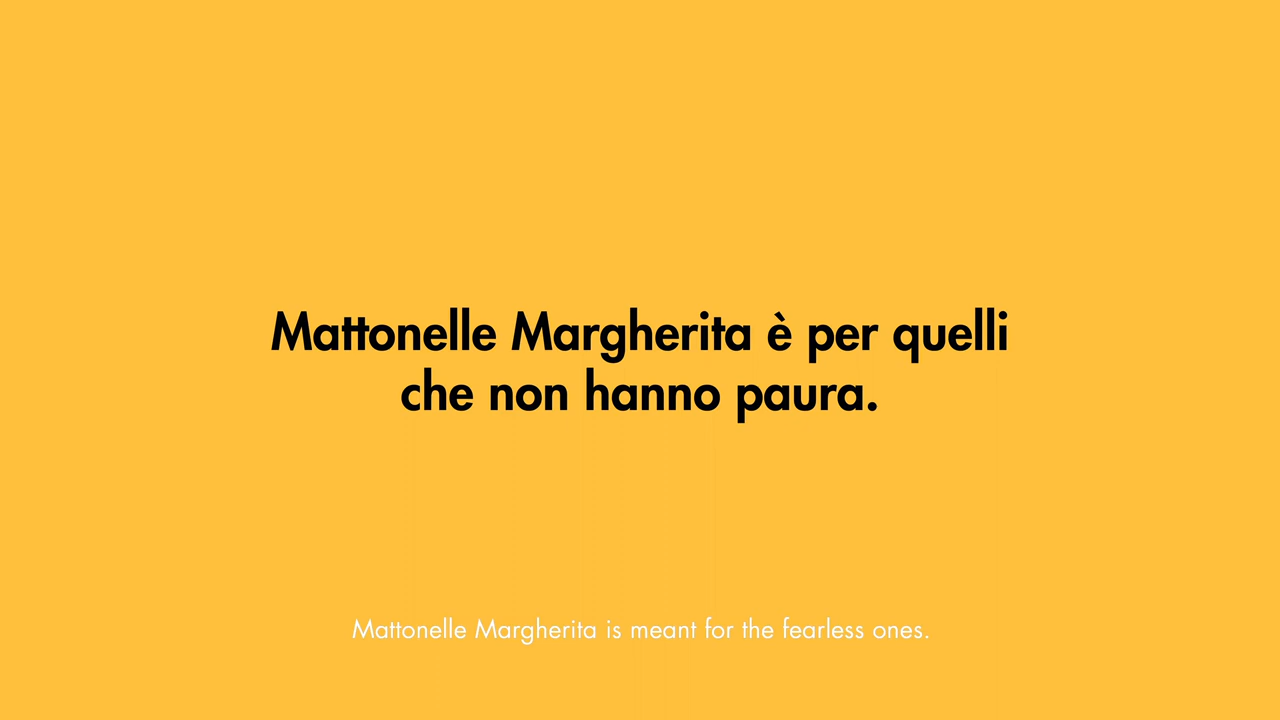 Mattonelle Margherita è per quelli
che non hanno paura.
Mattonelle Margherita is meant for the fearless ones.